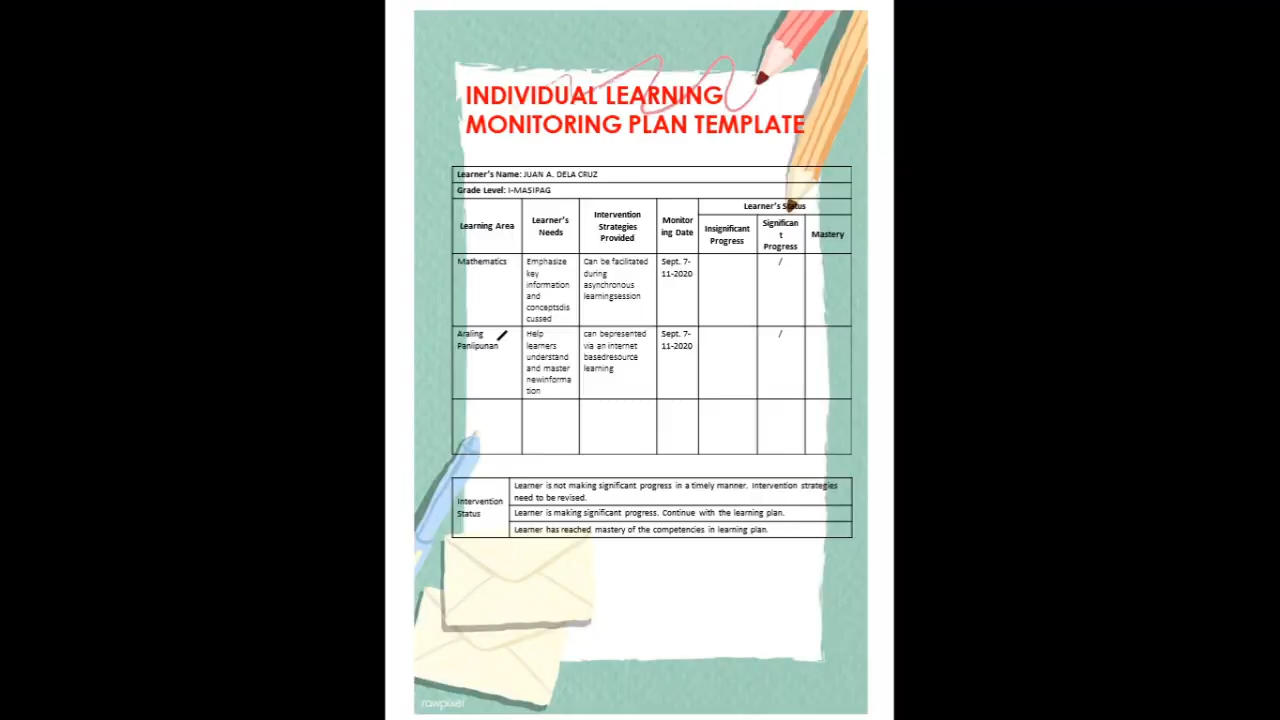 INDIVIDUAL LEARNING
MONITORING PLAN TEMPLATE
Learner's Name: JUAN A. DELA CRUZ
Grade Level: I-MASIPAG
Learning Area
Learner's
Needs
Intervention
Strategies
Provided
Monitor
ing Date
Learner's Status
Insignificant
Progress
Significan
t
Progress
Mastery
Mathematics
Emphasize
key
information
and
conceptsdis
cussed
Can be facilitated
during
asynchronous
learningsession
Sept. 7-
11-2020
/
Araling
Panlipunan
Help
learners
understand
and master
newinforma
tion
can bepresented
via an internet
basedresource
learning
Sept. 7-
11-2020
/
Intervention
Status
Learner is not making significant progress in a timely manner. Intervention strategies
need to be revised.
Learner is making significant progress. Continue with the learning plan.
Learner has reached mastery of the competencies in learning plan.
rawpixel